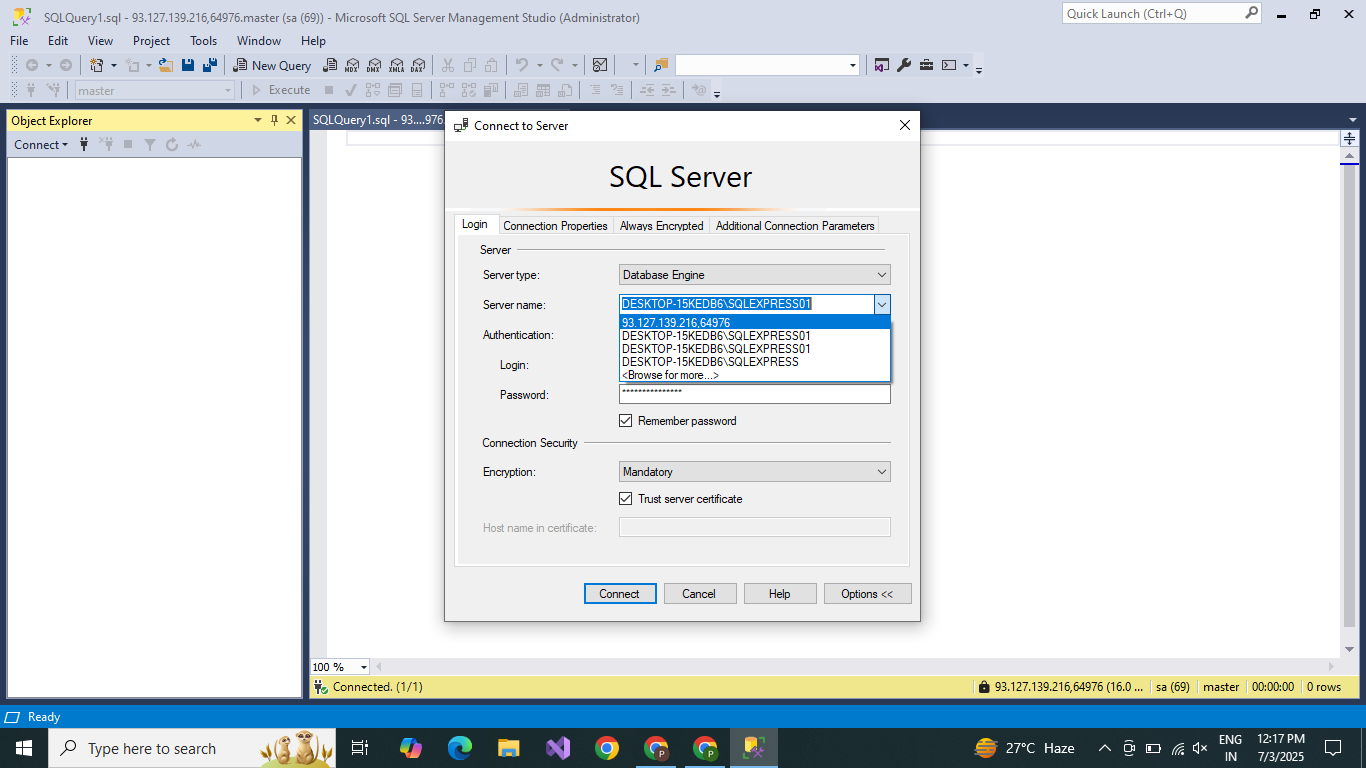 SQLQuery1.sql - 93.127.139.216,64976.master (sa (69)) - Microsoft SQL Server Management Studio (Administrator)
Quick Launch (Ctrl+Q)
File Edit View Project Tools Window Help
New Query MDX DMX XMLA DAX
master Execute
Object Explorer
SQLQuery1.sql - 93....976
Connect
Connect to Server
SQL Server
Login Connection Properties Always Encrypted Additional Connection Parameters
Server
Server type: Database Engine
Server name: DESKTOP-15KEDB6\SQLEXPRESS01
93.127.139.216,64976
Authentication: DESKTOP-15KEDB6\SQLEXPRESS01
DESKTOP-15KEDB6\SQLEXPRESS01
Login: DESKTOP-15KEDB6\SQLEXPRESS
<Browse for more...>
Password: ***************
Remember password
Connection Security
Encryption: Mandatory
Trust server certificate
Host name in certificate:
Connect Cancel Help Options <<
100 %
Connected. (1/1) 93.127.139.216,64976 (16.0 ... sa (69) master 00:00:00 0 rows
Ready
Type here to search 27°C Haze ENG IN 12:17 PM 7/3/2025